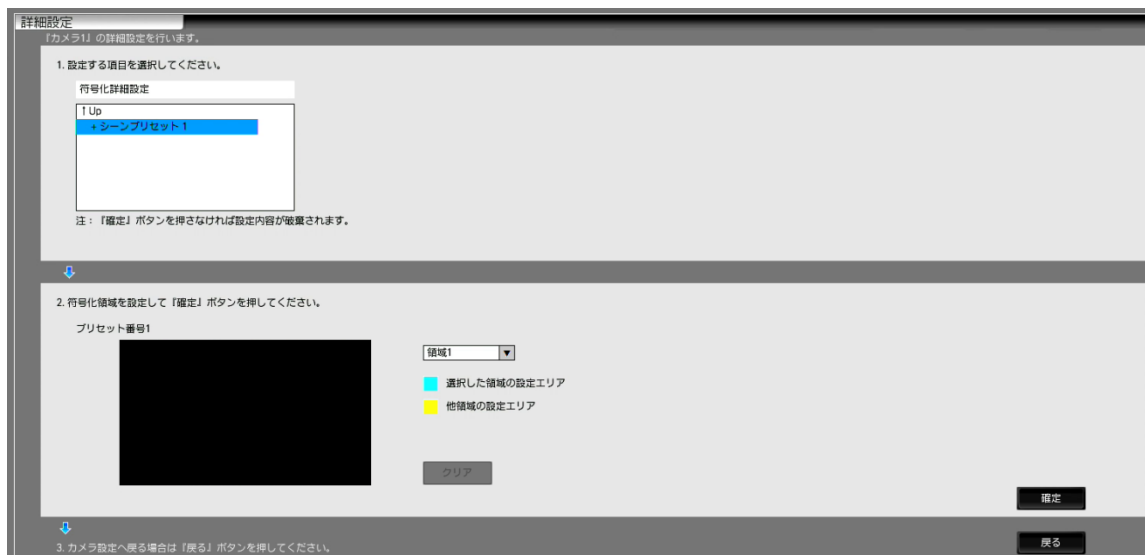 詳細設定
『カメラ1』の詳細設定を行います。
1. 設定する項目を選択してください。
符号化詳細設定
↑Up
+ シーンプリセット 1
注：『確定』ボタンを押さなければ設定内容が破棄されます。
2. 符号化領域を設定して『確定』ボタンを押してください。
プリセット番号1
領域1
選択した領域の設定エリア
他領域の設定エリア
クリア
確定
3. カメラ設定へ戻る場合は『戻る』ボタンを押してください。
戻る